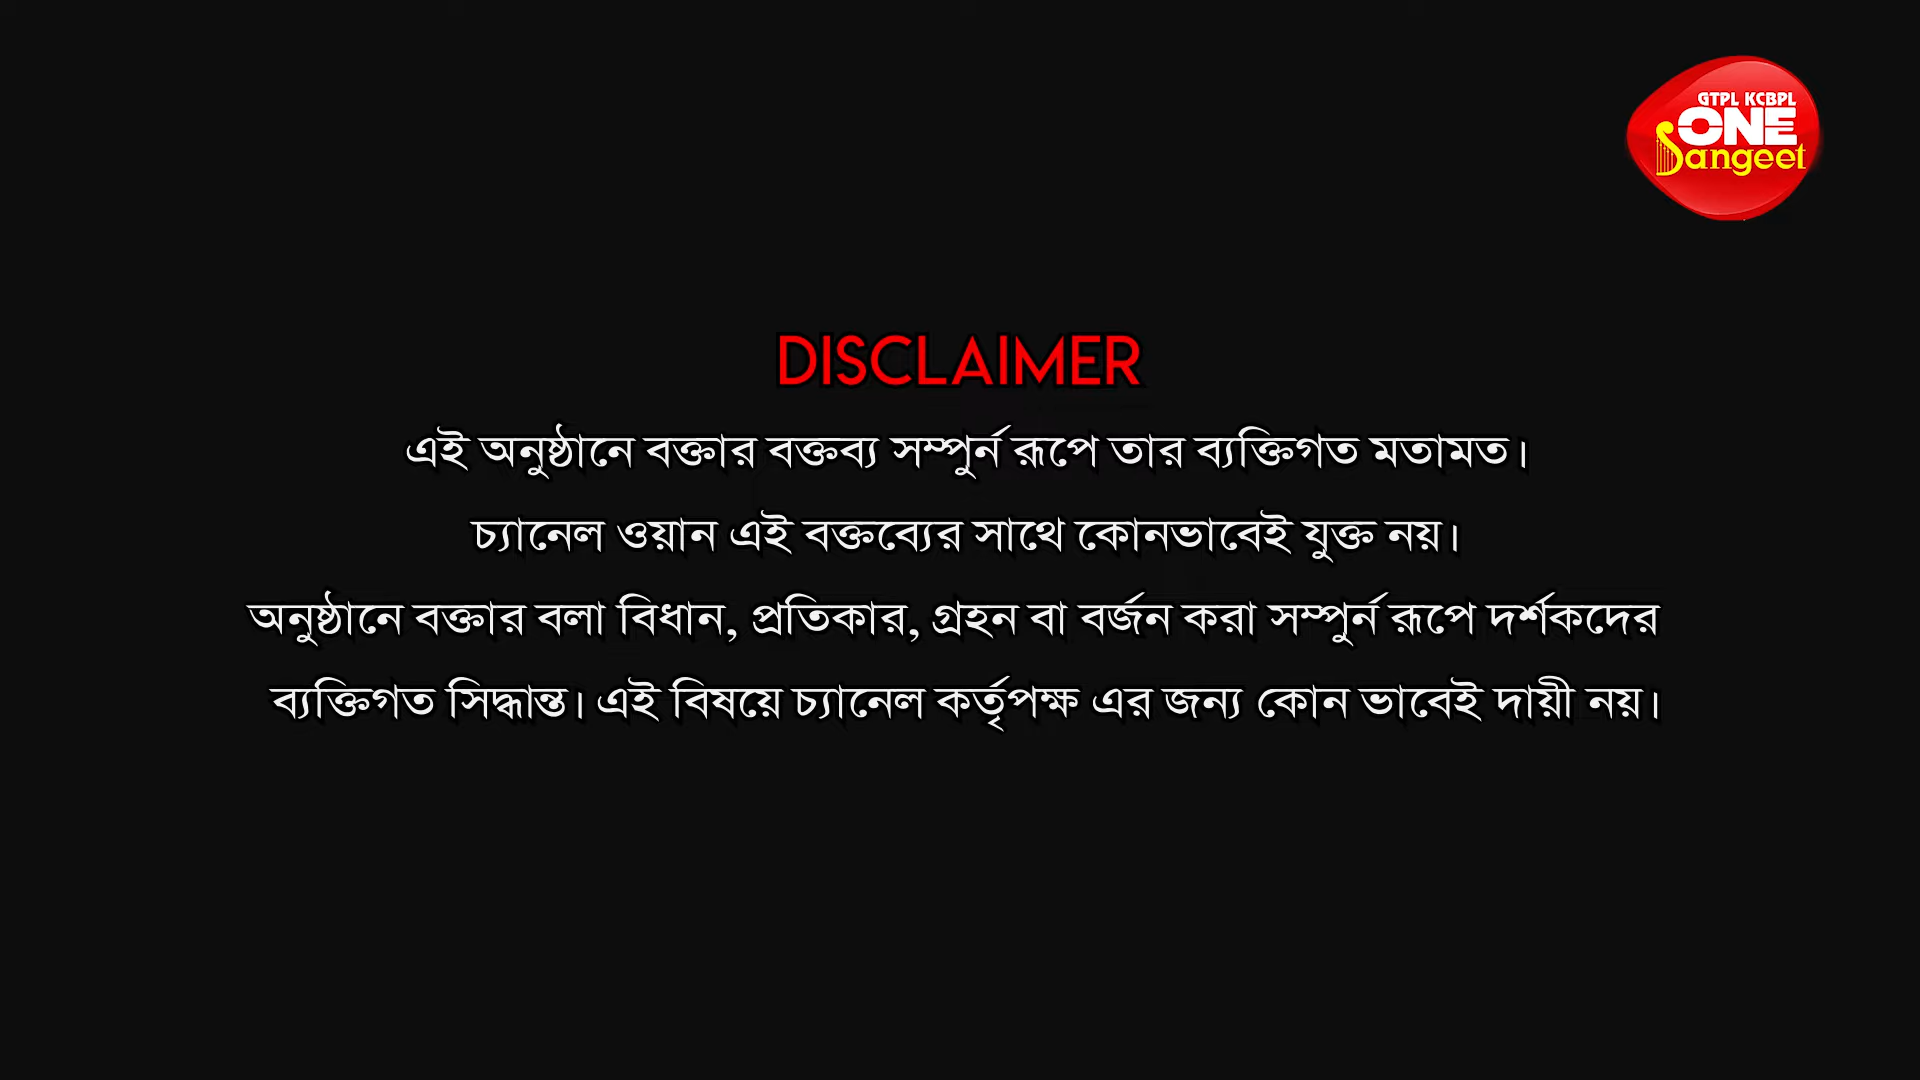 GTPL KCBPL
ONE
Sangeet
DISCLAIMER
এই অনুষ্ঠানে বক্তার বক্তব্য সম্পুর্ন রূপে তার ব্যক্তিগত মতামত।
চ্যানেল ওয়ান এই বক্তব্যের সাথে কোনভাবেই যুক্ত নয়।
অনুষ্ঠানে বক্তার বলা বিধান, প্রতিকার, গ্রহন বা বর্জন করা সম্পুর্ন রূপে দর্শকদের
ব্যক্তিগত সিদ্ধান্ত। এই বিষয়ে চ্যানেল কর্তৃপক্ষ এর জন্য কোন ভাবেই দায়ী নয়।